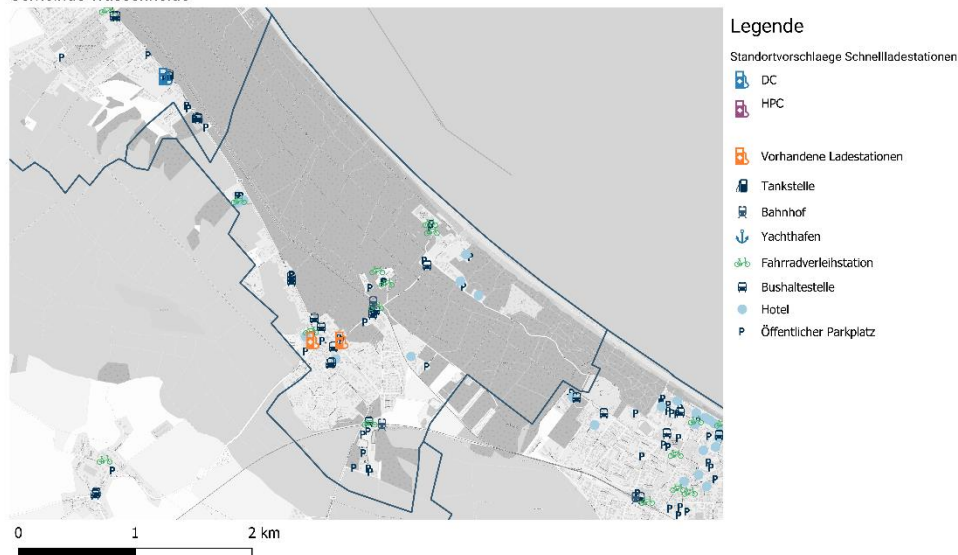 Legende
Standortvorschlaege Schnellladestationen
DC
HPC
Vorhandene Ladestationen
Tankstelle
Bahnhof
Yachthafen
Fahrradverleihstation
Bushaltestelle
Hotel
Öffentlicher Parkplatz
0 1 2 km